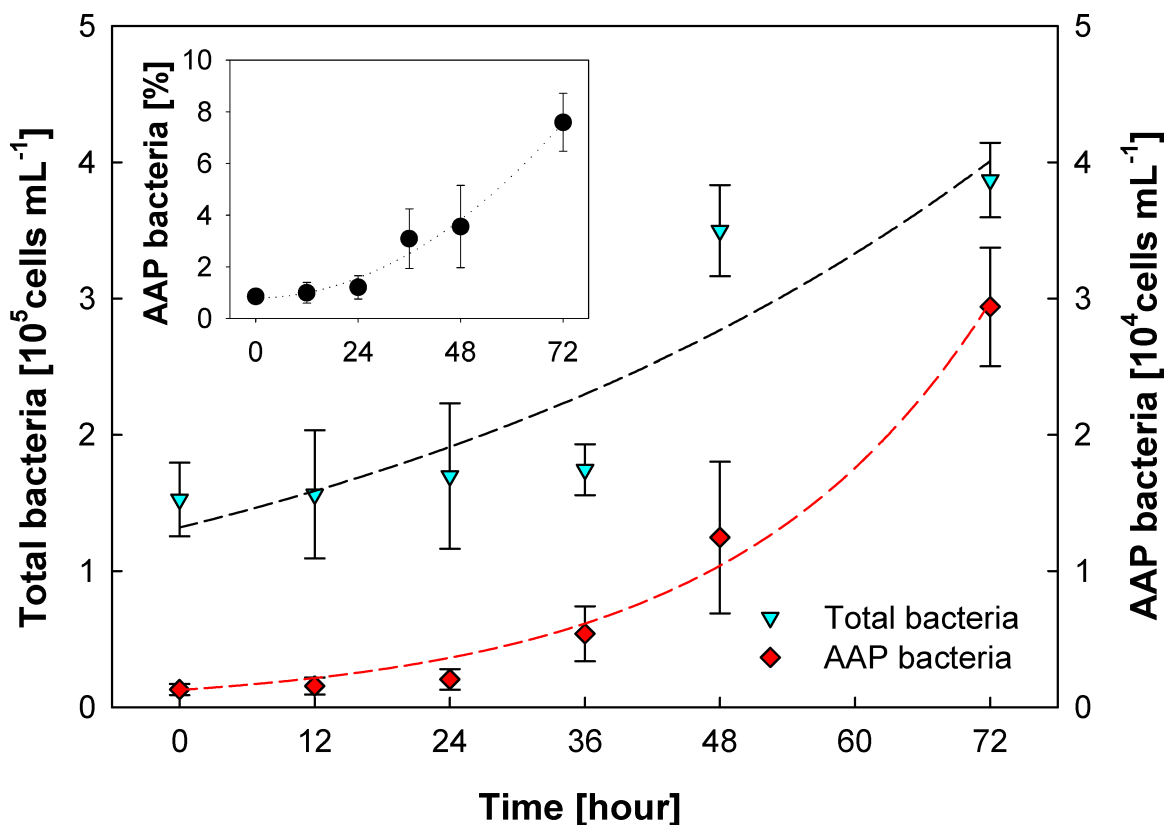 5
4
3
2
1
0
Total bacteria [10⁵cells mL⁻¹]
10
8
6
4
2
0
AAP bacteria [%]
0 24 48 72
5
4
3
2
1
0
AAP bacteria [10⁴cells mL⁻¹]
Total bacteria
AAP bacteria
0 12 24 36 48 60 72
Time [hour]